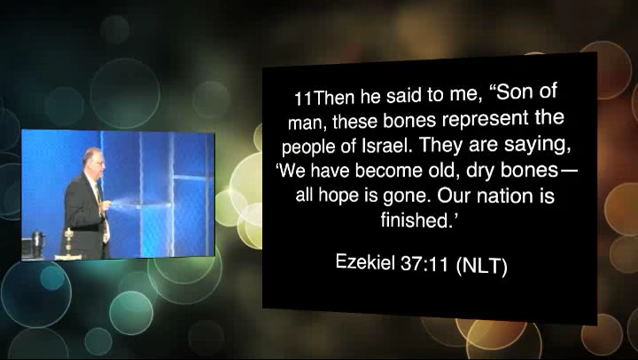 11Then he said to me, “Son of
man, these bones represent the
people of Israel. They are saying,
‘We have become old, dry bones—
all hope is gone. Our nation is
finished.’
Ezekiel 37:11 (NLT)